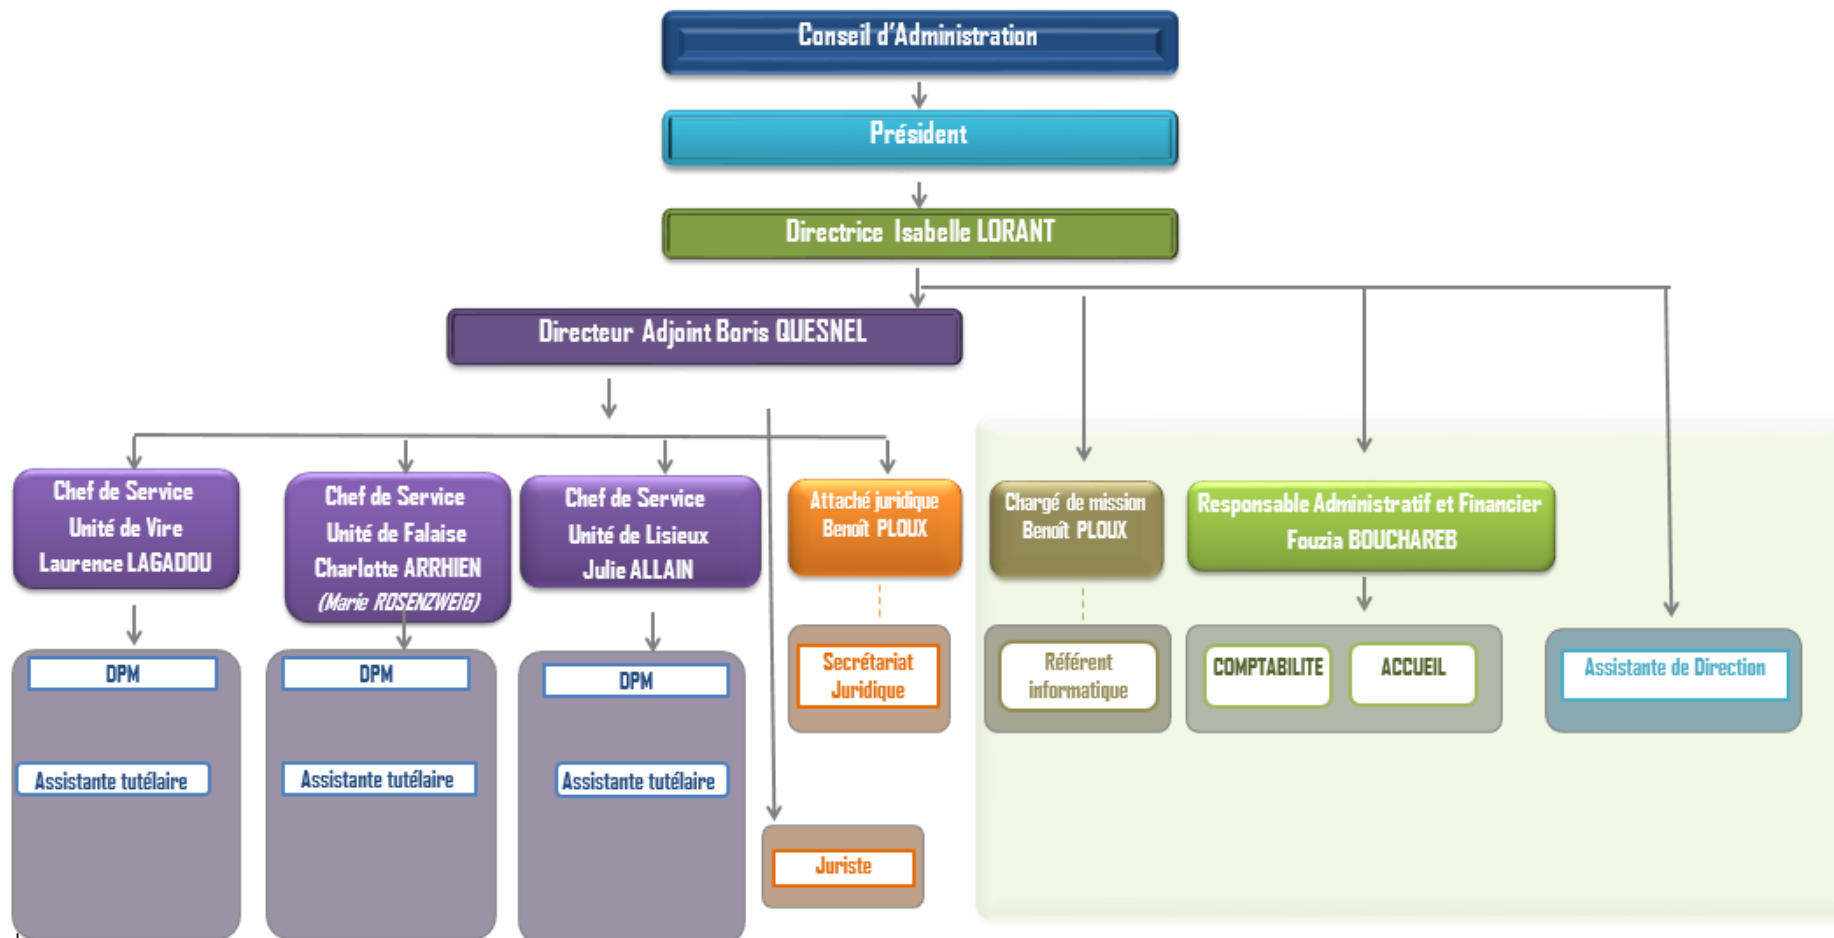 Conseil d'Administration
Président
Directrice Isabelle LORANT
Directeur Adjoint Boris QUESNEL
Chef de Service
Unité de Vire
Laurence LAGADOU
Chef de Service
Unité de Falaise
Charlotte ARRHIEN
(Marie ROSENZWEIG)
Chef de Service
Unité de Lisieux
Julie ALLAIN
Attaché juridique
Benoît PLOUX
Chargé de mission
Benoît PLOUX
Responsable Administratif et Financier
Fouzia BOUCHAREB
DPM
Assistante tutélaire
DPM
Assistante tutélaire
DPM
Assistante tutélaire
Secrétariat
Juridique
Référent
informatique
COMPTABILITE
ACCUEIL
Assistante de Direction
Juriste